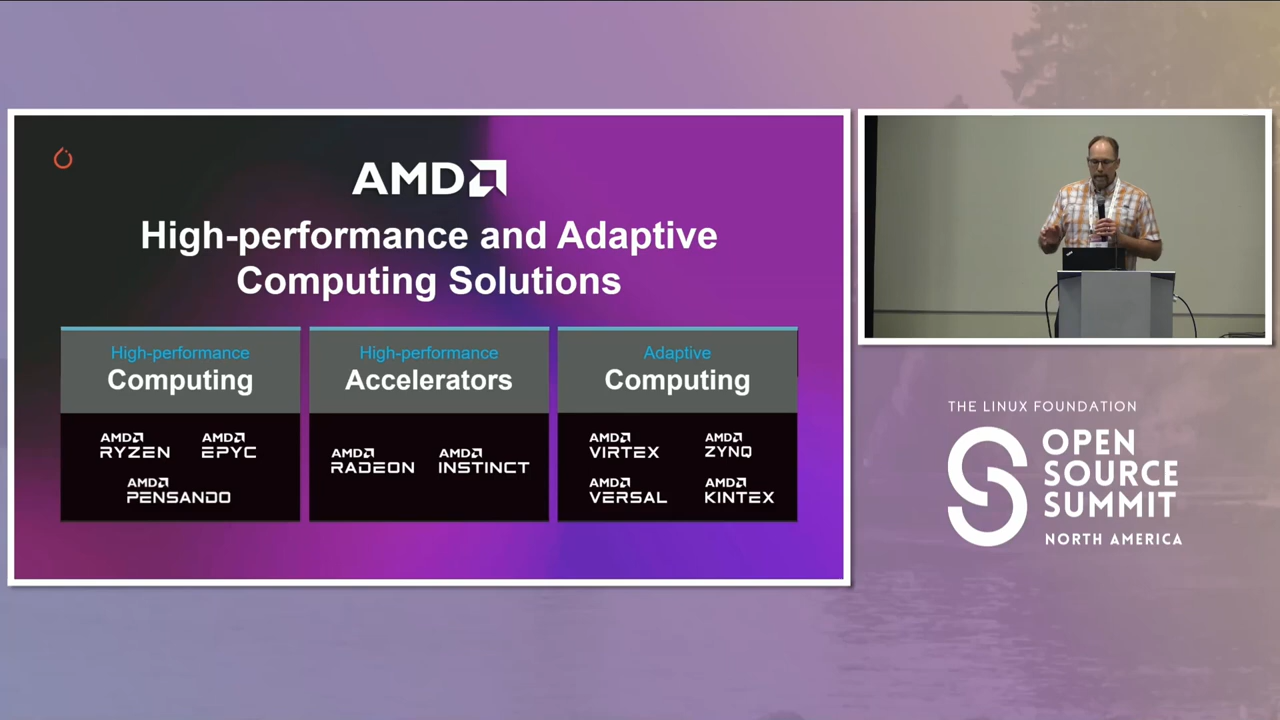 AMD
High-performance and Adaptive
Computing Solutions
High-performance
Computing
AMD
RYZEN
AMD
EPYC
AMD
PENSANDO
High-performance
Accelerators
AMD
RADEON
AMD
INSTINCT
Adaptive
Computing
AMD
VIRTEX
AMD
ZYNQ
AMD
VERSAL
AMD
KINTEX
THE LINUX FOUNDATION
OPEN
SOURCE
SUMMIT
NORTH AMERICA